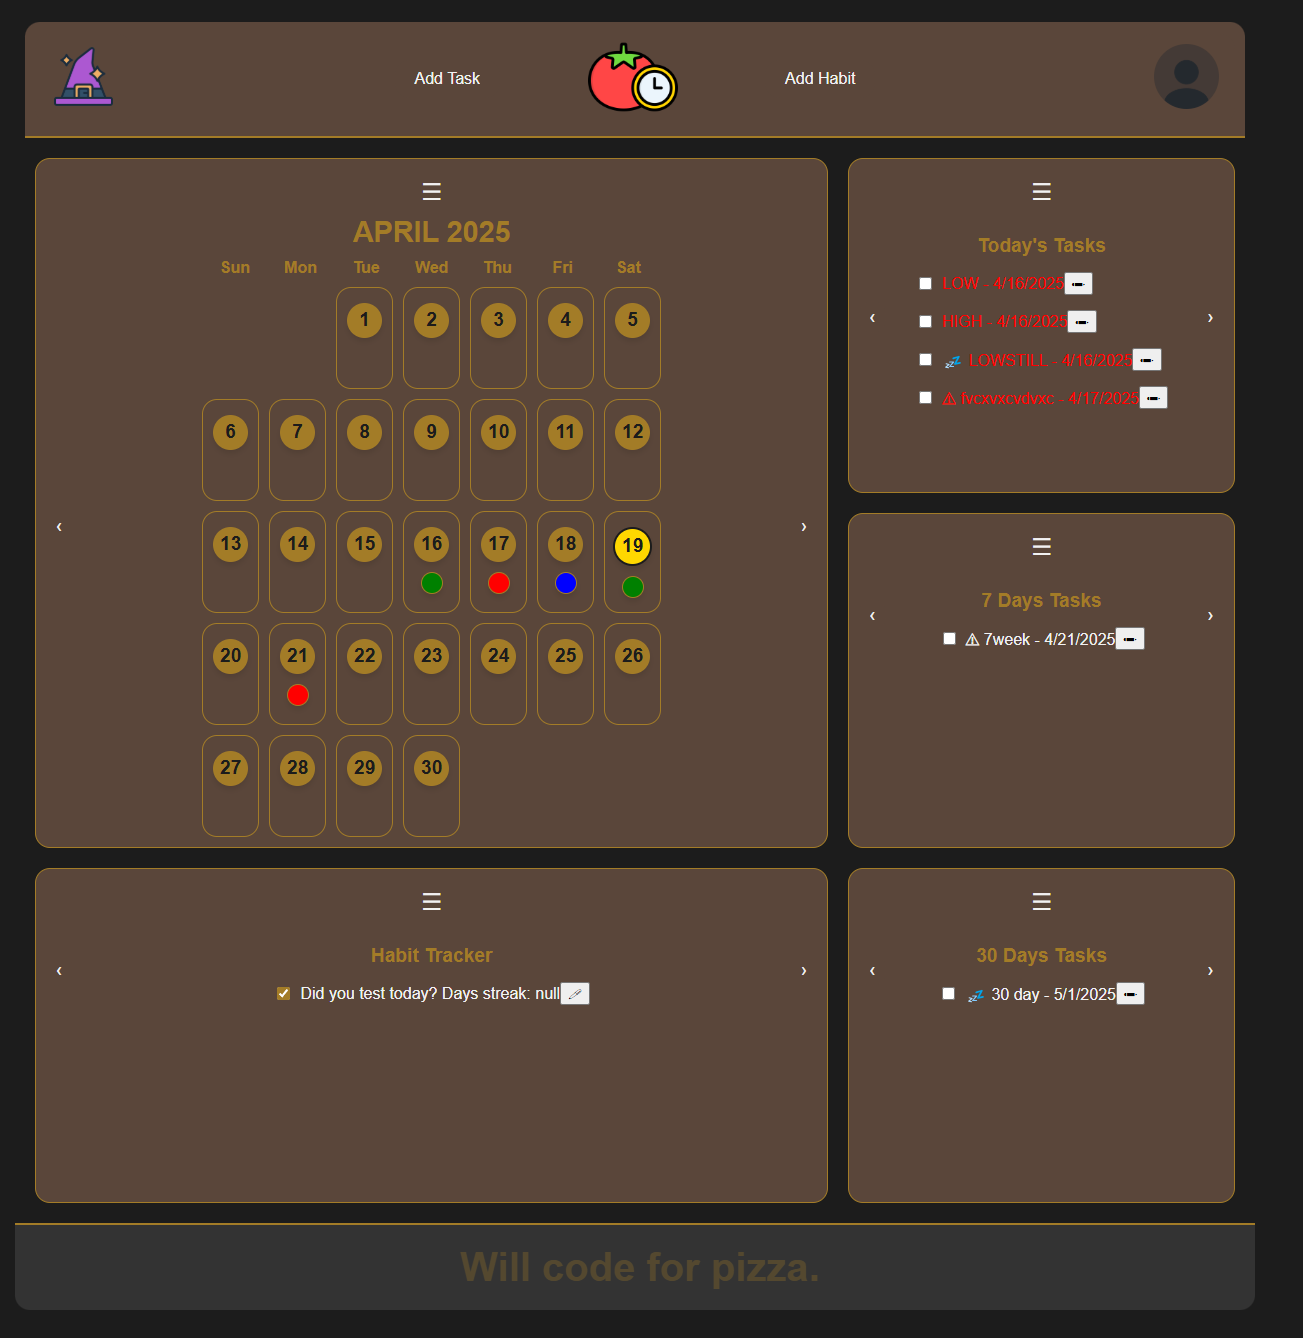 Add Task
Add Habit
☰
APRIL 2025
Sun Mon Tue Wed Thu Fri Sat
1 2 3 4 5
6 7 8 9 10 11 12
13 14 15 16 17 18 19
20 21 22 23 24 25 26
27 28 29 30
‹ ›
☰
Today's Tasks
LOW - 4/16/2025
HIGH - 4/16/2025
💤 LOWSTILL - 4/16/2025
⚠ fvcxvxcvdvxc - 4/17/2025
‹ ›
☰
7 Days Tasks
⚠ 7week - 4/21/2025
‹ ›
☰
Habit Tracker
Did you test today? Days streak: null
‹ ›
☰
30 Days Tasks
💤 30 day - 5/1/2025
‹ ›
Will code for pizza.